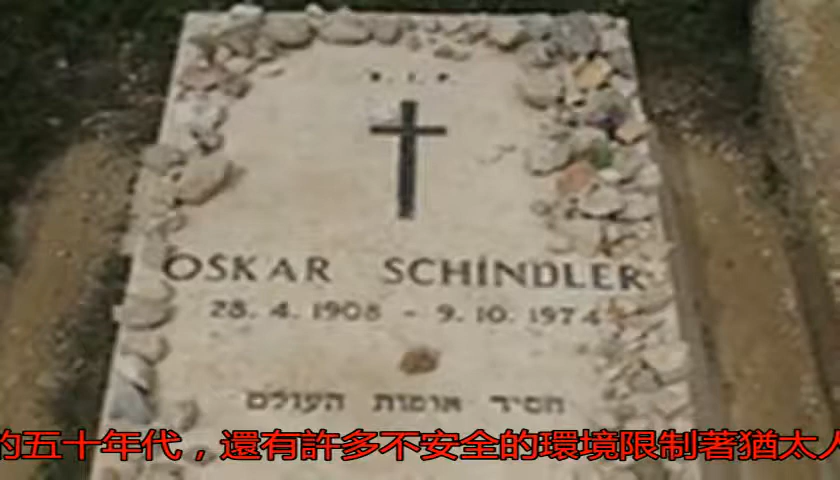 R I P
OSKAR SCHINDLER
28. 4. 1908 - 9. 10. 1974
חסיד אומות העולם
的五十年代，還有許多不安全的環境限制著猶太人